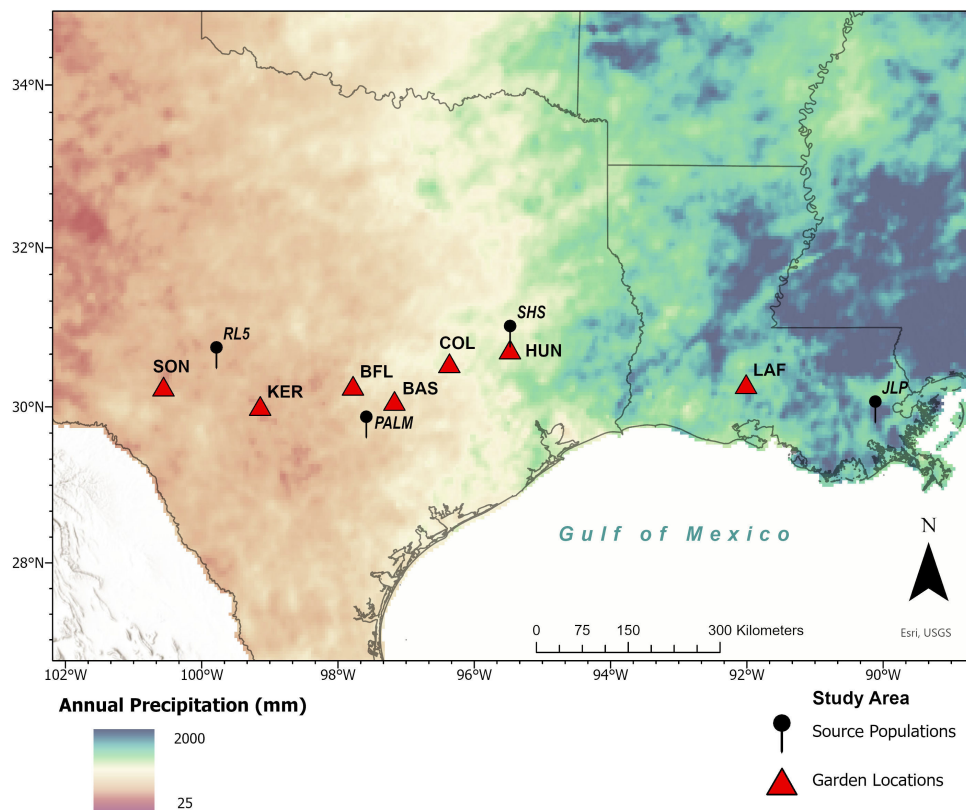 34°N
32°N
SHS
RL5
COL
HUN
SON
BFL
LAF
KER
BAS
JLP
30°N
PALM
Gulf of Mexico
28°N
N
0 75 150 300 Kilometers
Esri, USGS
102°W 100°W 98°W 96°W 94°W 92°W 90°W
Annual Precipitation (mm)
2000
25
Study Area
Source Populations
Garden Locations